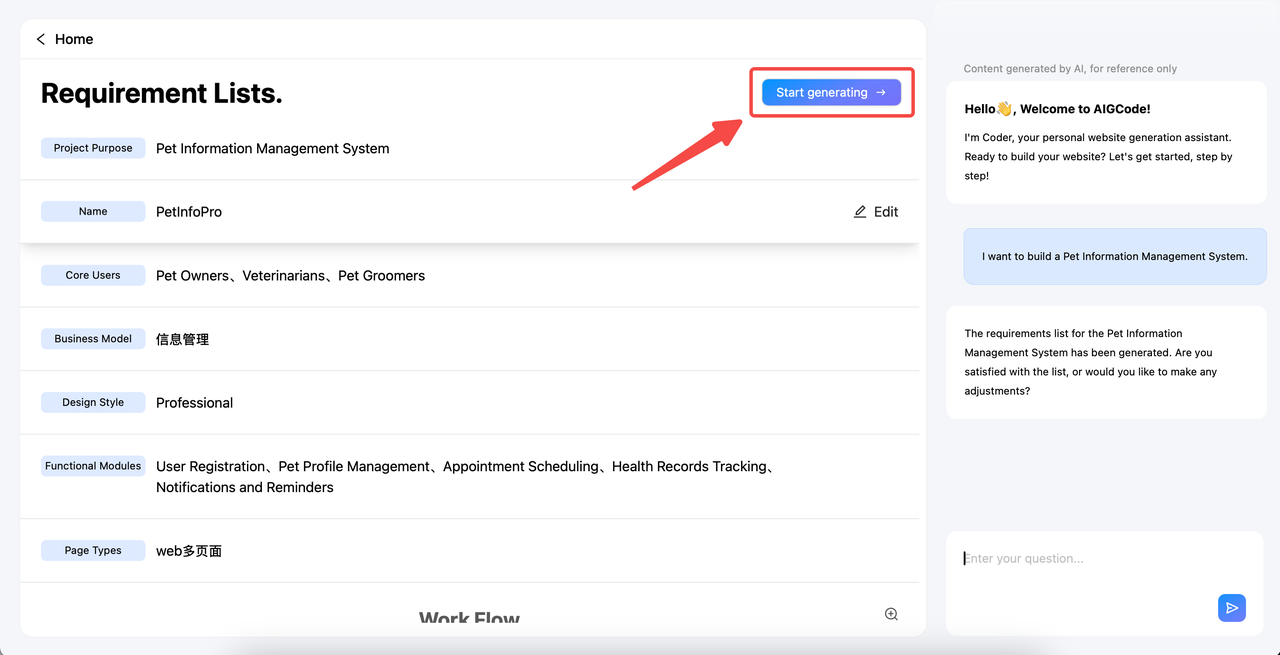 Home
Requirement Lists.
Start generating →
Project Purpose
Pet Information Management System
Name
PetInfoPro
Edit
Core Users
Pet Owners、Veterinarians、Pet Groomers
Business Model
信息管理
Design Style
Professional
Functional Modules
User Registration、Pet Profile Management、Appointment Scheduling、Health Records Tracking、
Notifications and Reminders
Page Types
web多页面
Work Flow
Content generated by AI, for reference only
Hello👋, Welcome to AIGCode!
I'm Coder, your personal website generation assistant.
Ready to build your website? Let's get started, step by
step!
I want to build a Pet Information Management System.
The requirements list for the Pet Information
Management System has been generated. Are you
satisfied with the list, or would you like to make any
adjustments?
Enter your question...